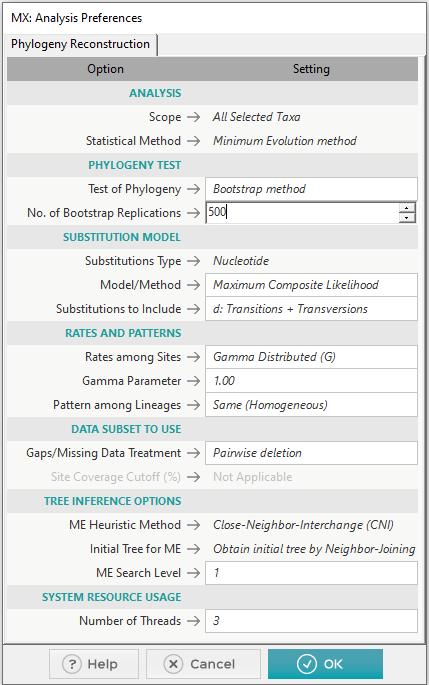 MX: Analysis Preferences
Phylogeny Reconstruction
Option Setting
ANALYSIS
Scope → All Selected Taxa
Statistical Method → Minimum Evolution method
PHYLOGENY TEST
Test of Phylogeny → Bootstrap method
No. of Bootstrap Replications → 500
SUBSTITUTION MODEL
Substitutions Type → Nucleotide
Model/Method → Maximum Composite Likelihood
Substitutions to Include → d: Transitions + Transversions
RATES AND PATTERNS
Rates among Sites → Gamma Distributed (G)
Gamma Parameter → 1.00
Pattern among Lineages → Same (Homogeneous)
DATA SUBSET TO USE
Gaps/Missing Data Treatment → Pairwise deletion
Site Coverage Cutoff (%) → Not Applicable
TREE INFERENCE OPTIONS
ME Heuristic Method → Close-Neighbor-Interchange (CNI)
Initial Tree for ME → Obtain initial tree by Neighbor-Joining
ME Search Level → 1
SYSTEM RESOURCE USAGE
Number of Threads → 3
? Help × Cancel ✓ OK